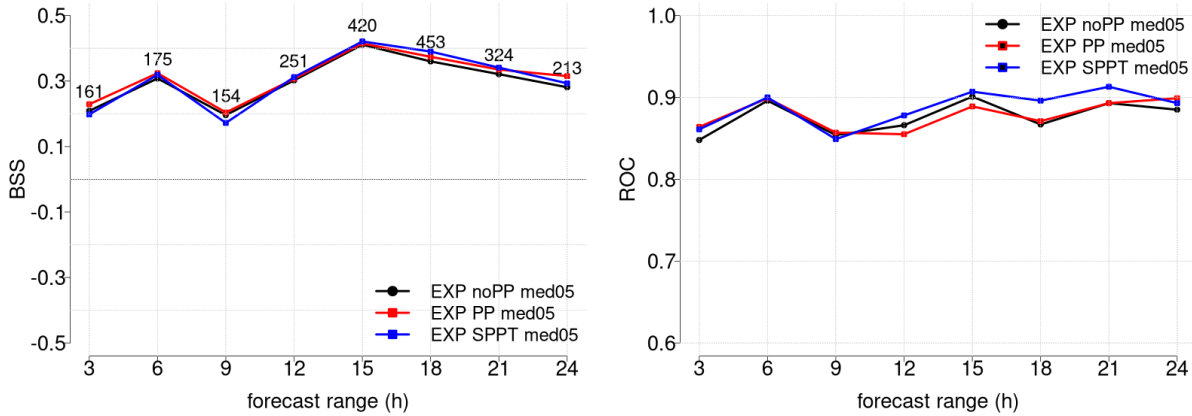 0.5
0.3
0.1
-0.1
-0.3
-0.5
BSS
161
175
154
251
420
453
324
213
EXP noPP med05
EXP PP med05
EXP SPPT med05
3 6 9 12 15 18 21 24
forecast range (h)
1.0
0.9
0.8
0.7
0.6
ROC
EXP noPP med05
EXP PP med05
EXP SPPT med05
3 6 9 12 15 18 21 24
forecast range (h)